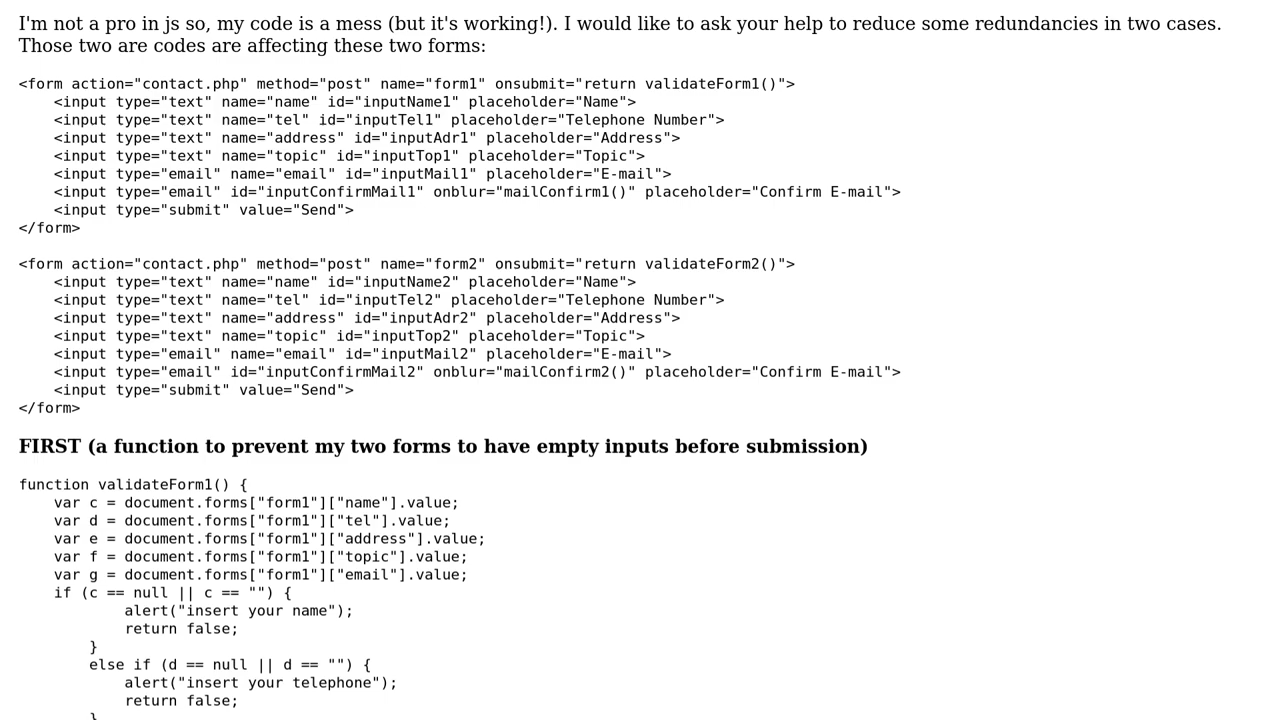 I'm not a pro in js so, my code is a mess (but it's working!). I would like to ask your help to reduce some redundancies in two cases.
Those two are codes are affecting these two forms:
<form action="contact.php" method="post" name="form1" onsubmit="return validateForm1()">
    <input type="text" name="name" id="inputName1" placeholder="Name">
    <input type="text" name="tel" id="inputTel1" placeholder="Telephone Number">
    <input type="text" name="address" id="inputAdr1" placeholder="Address">
    <input type="text" name="topic" id="inputTop1" placeholder="Topic">
    <input type="email" name="email" id="inputMail1" placeholder="E-mail">
    <input type="email" id="inputConfirmMail1" onblur="mailConfirm1()" placeholder="Confirm E-mail">
    <input type="submit" value="Send">
</form>
<form action="contact.php" method="post" name="form2" onsubmit="return validateForm2()">
    <input type="text" name="name" id="inputName2" placeholder="Name">
    <input type="text" name="tel" id="inputTel2" placeholder="Telephone Number">
    <input type="text" name="address" id="inputAdr2" placeholder="Address">
    <input type="text" name="topic" id="inputTop2" placeholder="Topic">
    <input type="email" name="email" id="inputMail2" placeholder="E-mail">
    <input type="email" id="inputConfirmMail2" onblur="mailConfirm2()" placeholder="Confirm E-mail">
    <input type="submit" value="Send">
</form>
FIRST (a function to prevent my two forms to have empty inputs before submission)
function validateForm1() {
    var c = document.forms["form1"]["name"].value;
    var d = document.forms["form1"]["tel"].value;
    var e = document.forms["form1"]["address"].value;
    var f = document.forms["form1"]["topic"].value;
    var g = document.forms["form1"]["email"].value;
    if (c == null || c == "") {
            alert("insert your name");
            return false;
        }
        else if (d == null || d == "") {
            alert("insert your telephone");
            return false;
        }